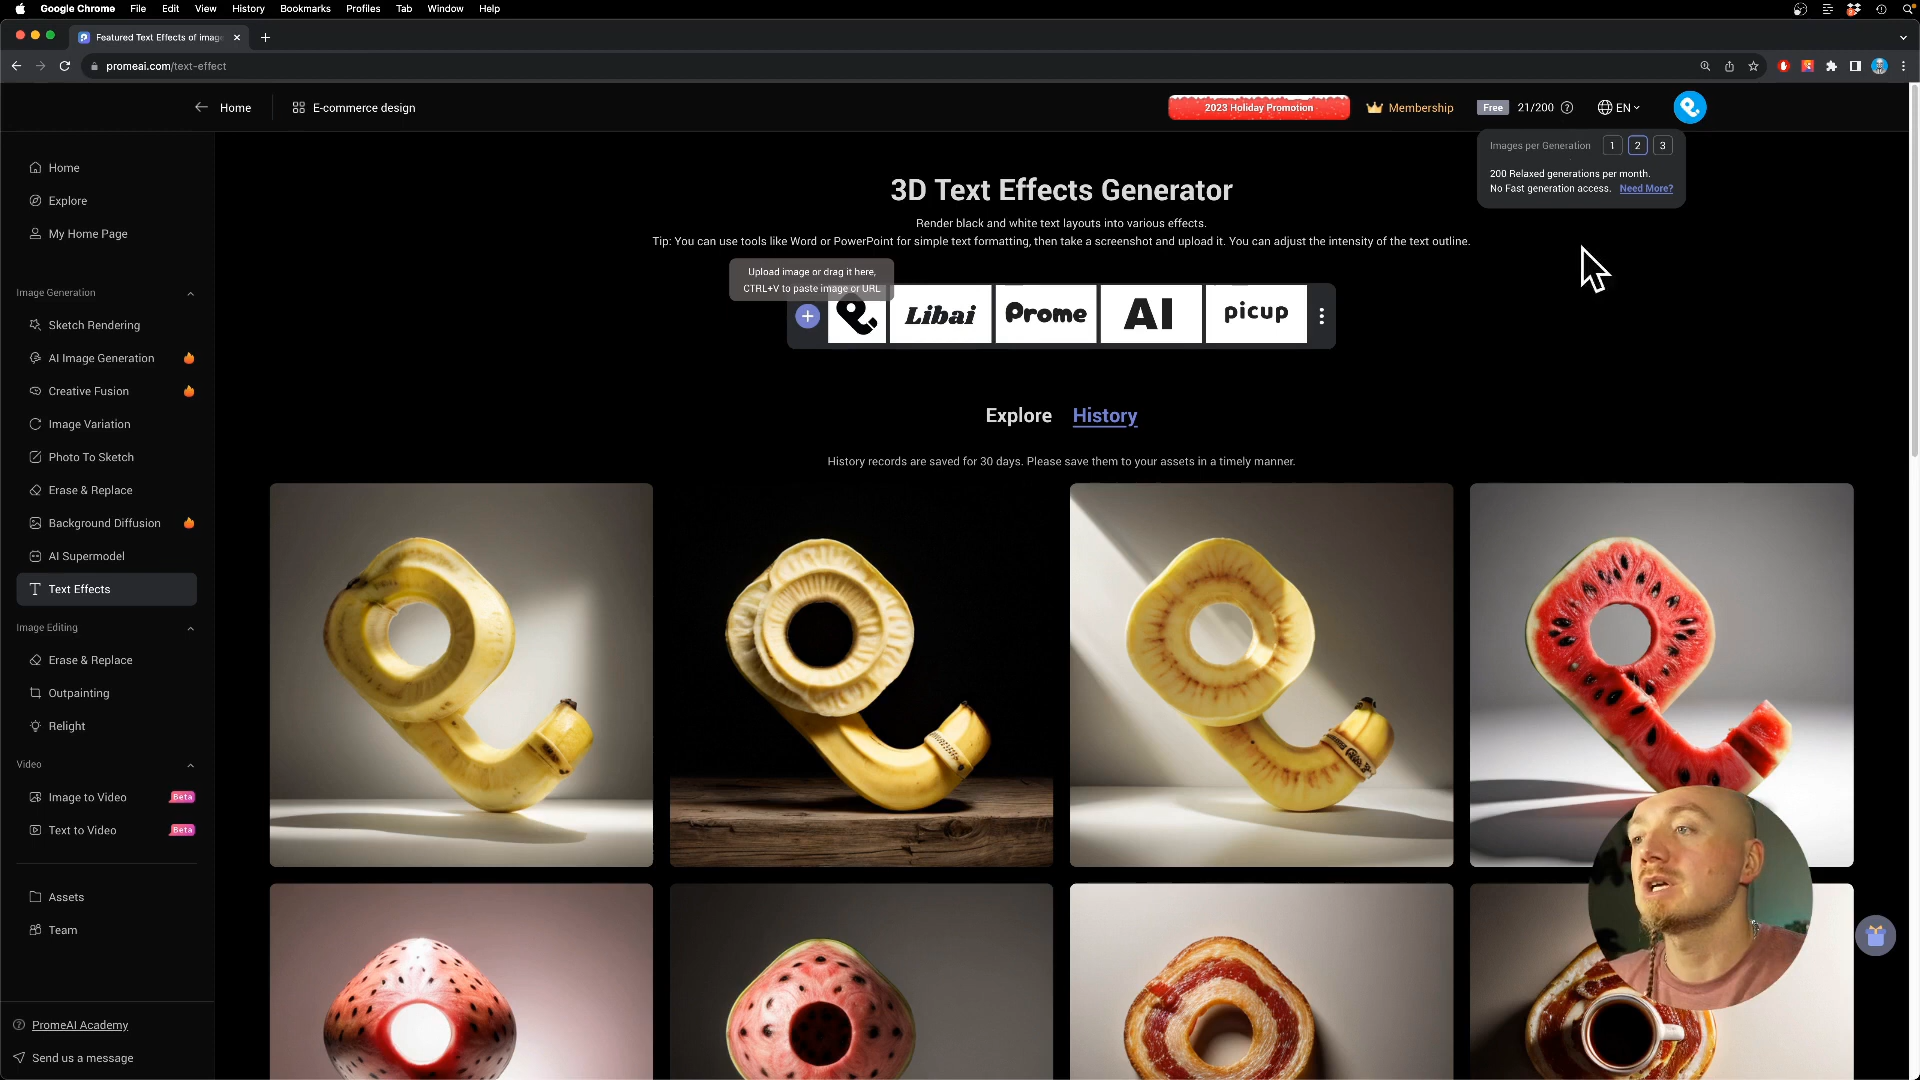 Google Chrome File Edit View History Bookmarks Profiles Tab Window Help
Featured Text Effects of image
promeai.com/text-effect
Home E-commerce design 2023 Holiday Promotion Membership Free 21/200 EN
Images per Generation 1 2 3
200 Relaxed generations per month.
No Fast generation access. Need More?
Home
Explore
My Home Page
Image Generation
Sketch Rendering
AI Image Generation
Creative Fusion
Image Variation
Photo To Sketch
Erase & Replace
Background Diffusion
AI Supermodel
Text Effects
Image Editing
Erase & Replace
Outpainting
Relight
Video
Image to Video Beta
Text to Video Beta
Assets
Team
PromeAI Academy
Send us a message
3D Text Effects Generator
Render black and white text layouts into various effects.
Tip: You can use tools like Word or PowerPoint for simple text formatting, then take a screenshot and upload it. You can adjust the intensity of the text outline.
Upload image or drag it here,
CTRL+V to paste image or URL
Libai Prome AI picup
Explore History
History records are saved for 30 days. Please save them to your assets in a timely manner.